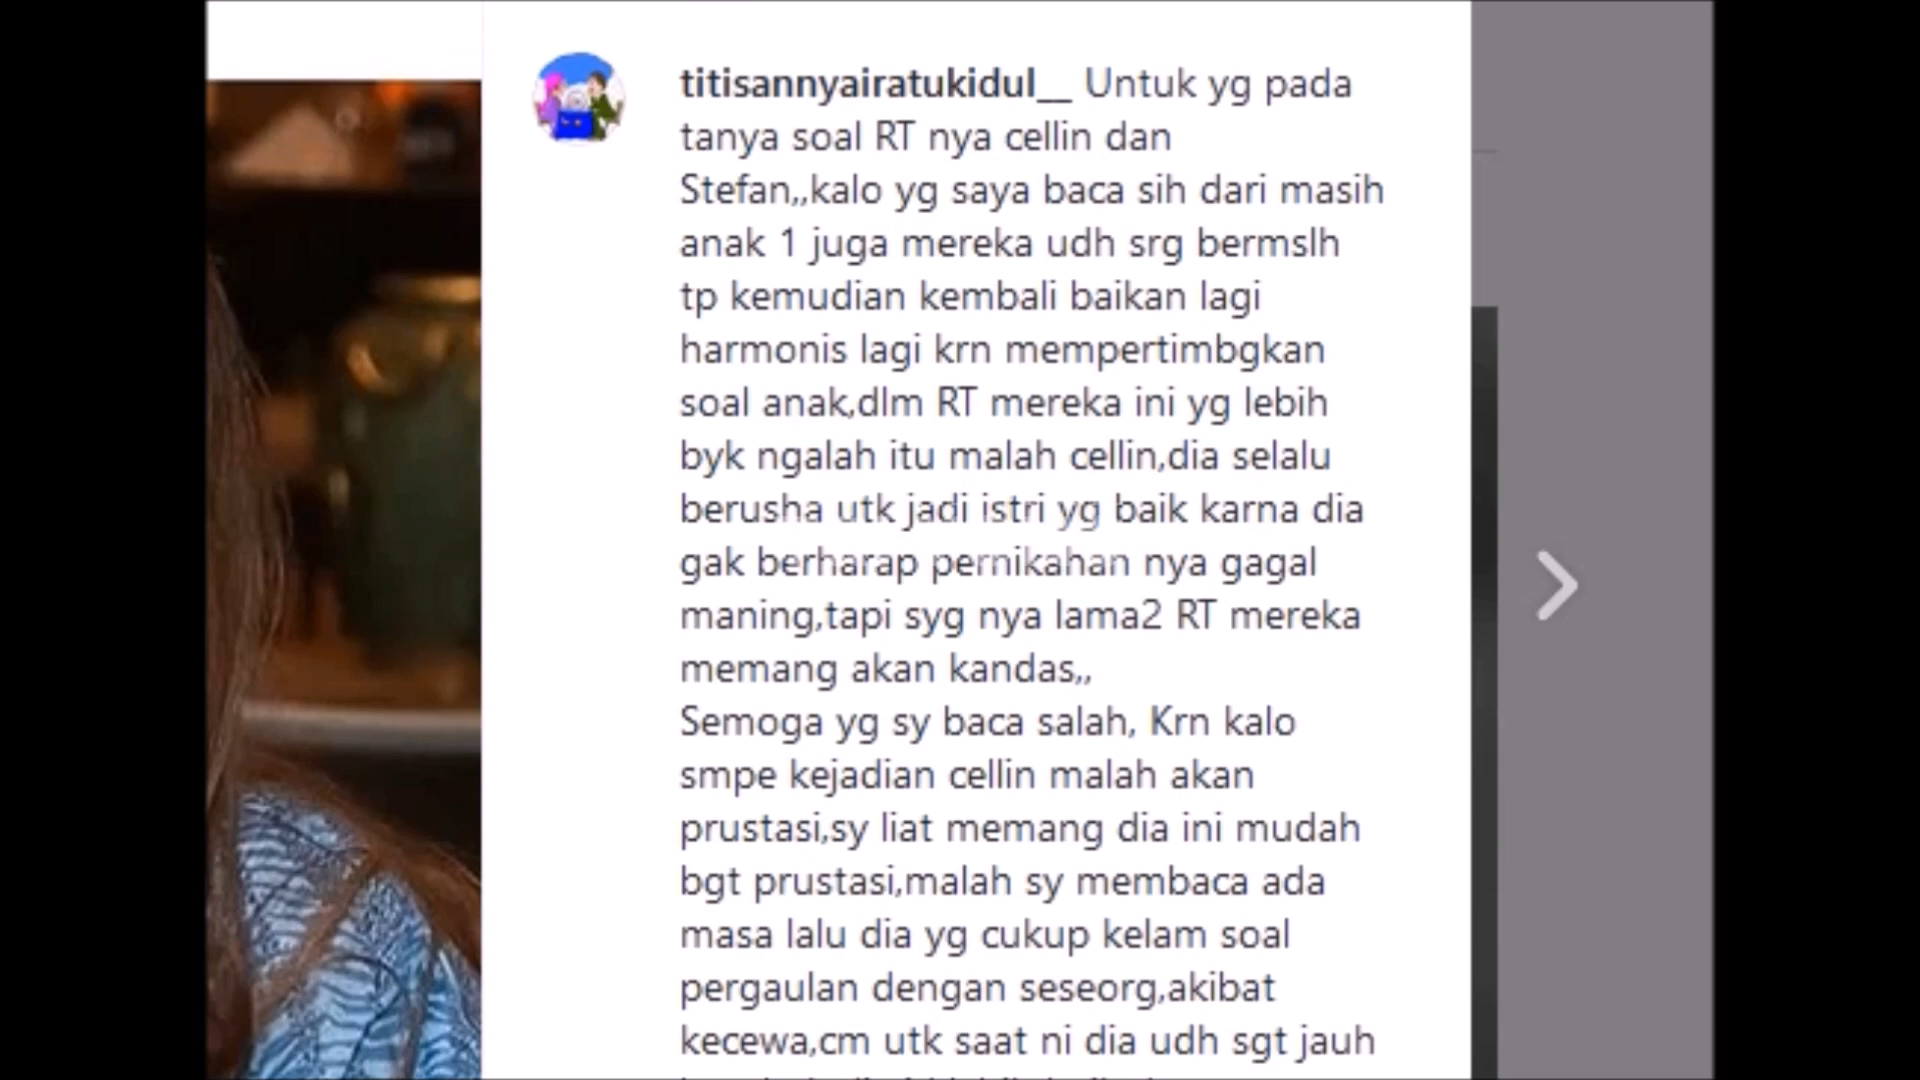 titisannyairatukidul__ Untuk yg pada
tanya soal RT nya cellin dan
Stefan,,kalo yg saya baca sih dari masih
anak 1 juga mereka udh srg bermslh
tp kemudian kembali baikan lagi
harmonis lagi krn mempertimbgkan
soal anak,dlm RT mereka ini yg lebih
byk ngalah itu malah cellin,dia selalu
berusha utk jadi istri yg baik karna dia
gak berharap pernikahan nya gagal
maning,tapi syg nya lama2 RT mereka
memang akan kandas,,
Semoga yg sy baca salah, Krn kalo
smpe kejadian cellin malah akan
prustasi,sy liat memang dia ini mudah
bgt prustasi,malah sy membaca ada
masa lalu dia yg cukup kelam soal
pergaulan dengan seseorg,akibat
kecewa,cm utk saat ni dia udh sgt jauh